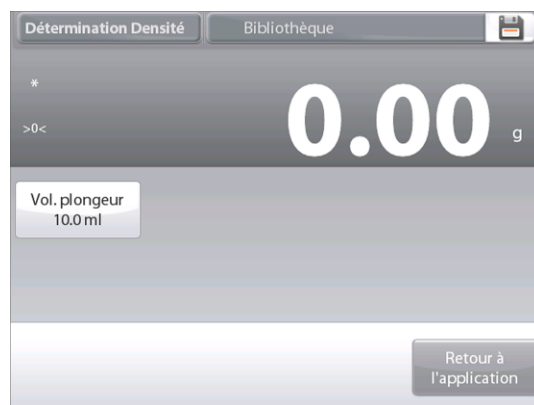 Détermination Densité
Bibliothèque
*
>0<
0.00 g
Vol. plongeur
10.0 ml
Retour à
l'application